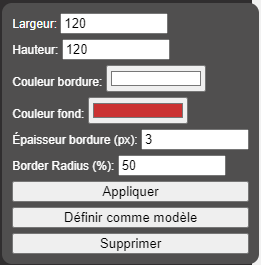 Largeur: 120
Hauteur: 120
Couleur bordure:
Couleur fond:
Épaisseur bordure (px): 3
Border Radius (%): 50
Appliquer
Définir comme modèle
Supprimer